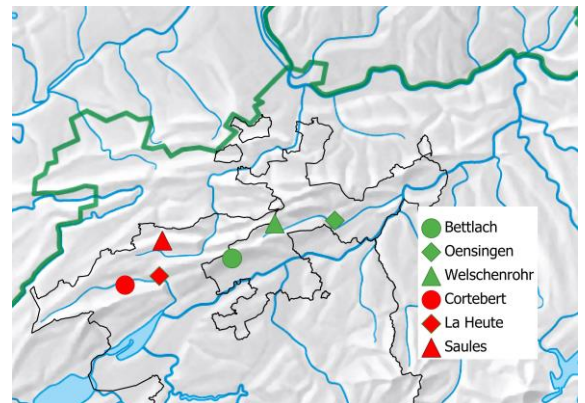 Bettlach
Oensingen
Welschenrohr
Cortebert
La Heute
Saules